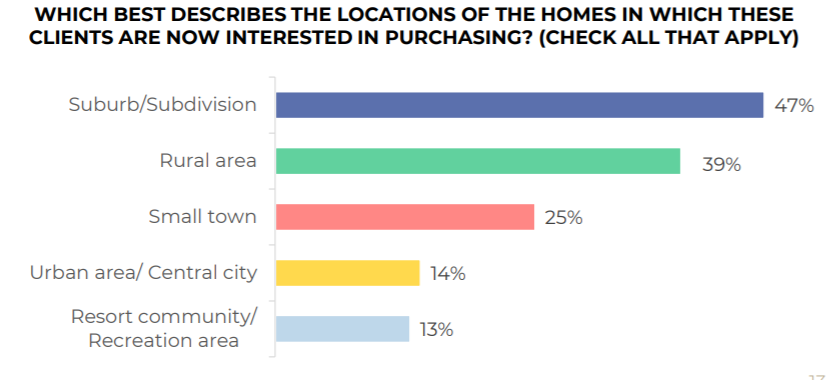 WHICH BEST DESCRIBES THE LOCATIONS OF THE HOMES IN WHICH THESE
CLIENTS ARE NOW INTERESTED IN PURCHASING? (CHECK ALL THAT APPLY)
Suburb/Subdivision 47%
Rural area 39%
Small town 25%
Urban area/ Central city 14%
Resort community/
Recreation area 13%